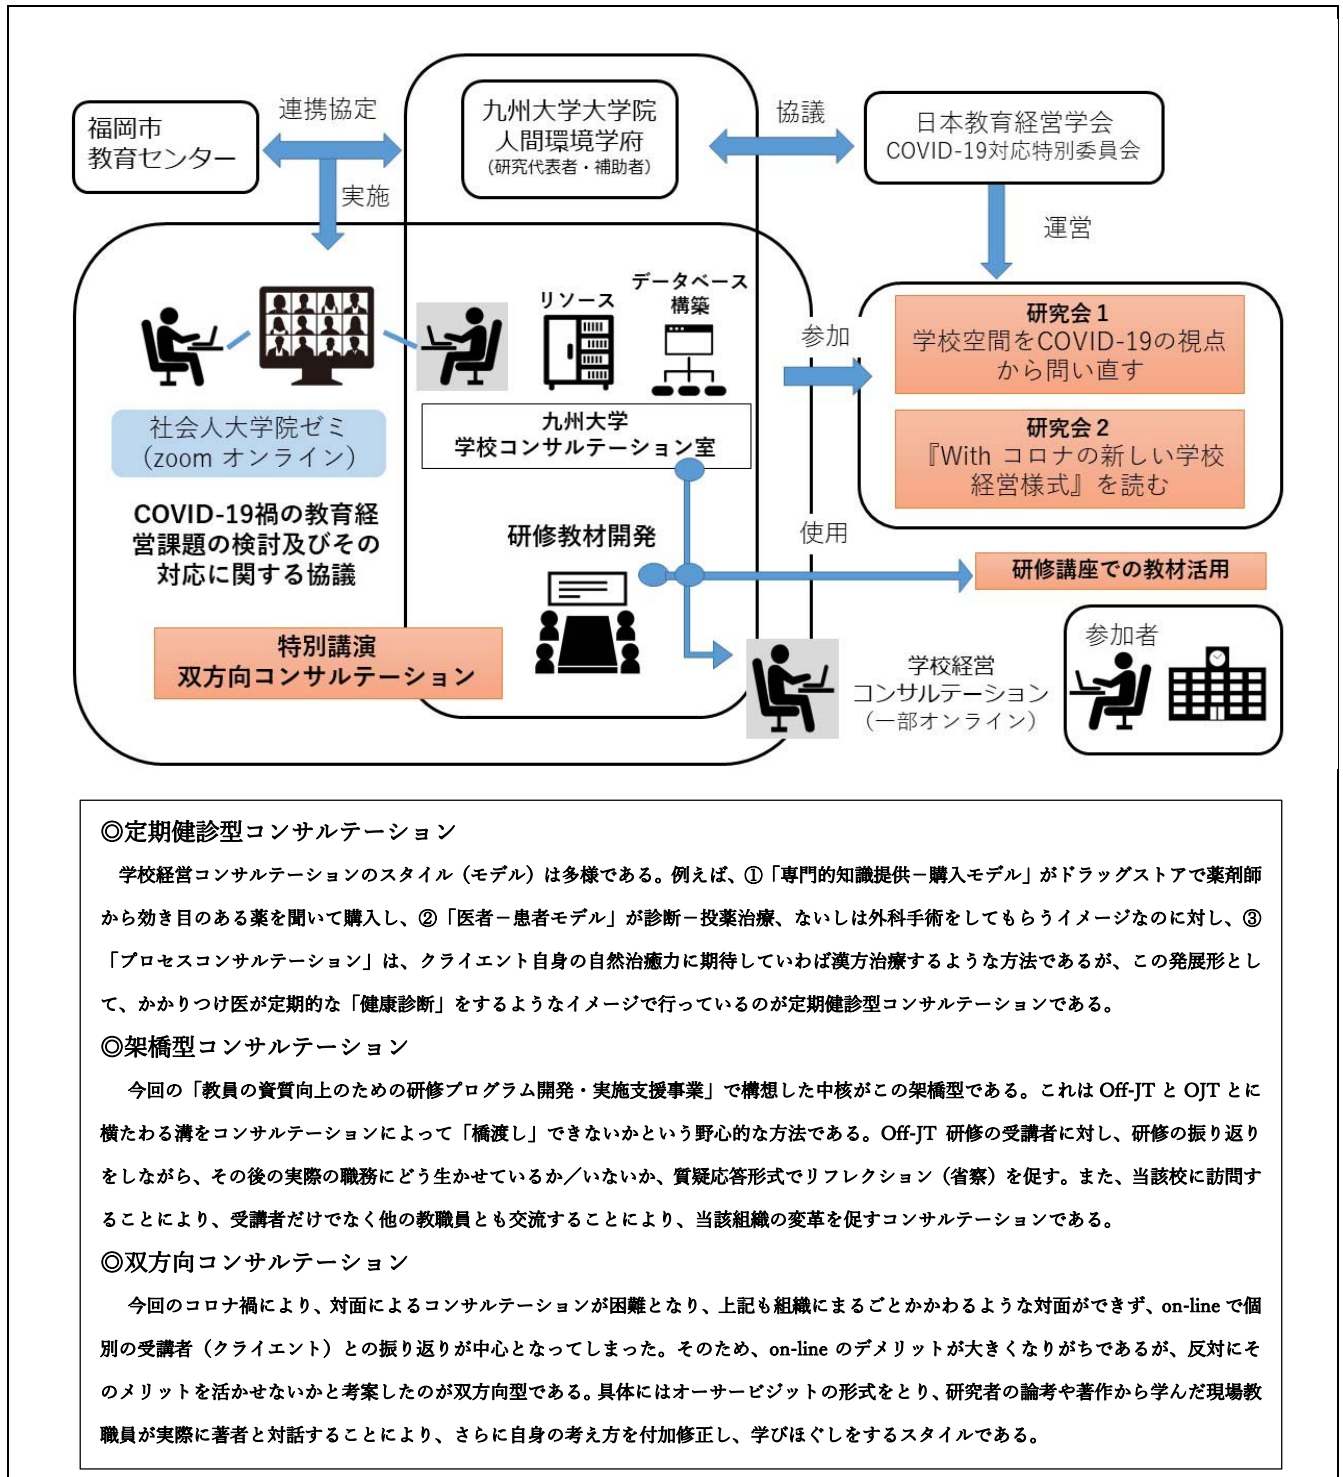 福岡市
教育センター
連携協定
九州大学大学院
人間環境学府
（研究代表者・補助者）
協議
日本教育経営学会
COVID-19対応特別委員会
実施
運営
リソース
データベース
構築
社会人大学院ゼミ
（zoom オンライン）
九州大学
学校コンサルテーション室
参加
研究会 1
学校空間をCOVID-19の視点
から問い直す
研究会 2
『With コロナの新しい学校
経営様式』を読む
COVID-19禍の教育経
営課題の検討及びその
対応に関する協議
研修教材開発
使用
研修講座での教材活用
特別講演
双方向コンサルテーション
学校経営
コンサルテーション
（一部オンライン）
参加者
◎定期健診型コンサルテーション
学校経営コンサルテーションのスタイル（モデル）は多様である。例えば、①「専門的知識提供－購入モデル」がドラッグストアで薬剤師
から効き目のある薬を聞いて購入し、②「医者－患者モデル」が診断－投薬治療、ないしは外科手術をしてもらうイメージなのに対し、③
「プロセスコンサルテーション」は、クライエント自身の自然治癒力に期待していわば漢方治療するような方法であるが、この発展形とし
て、かかりつけ医が定期的な「健康診断」をするようなイメージで行っているのが定期健診型コンサルテーションである。
◎架橋型コンサルテーション
今回の「教員の資質向上のための研修プログラム開発・実施支援事業」で構想した中核がこの架橋型である。これは Off-JT と OJT とに
横たわる溝をコンサルテーションによって「橋渡し」できないかという野心的な方法である。Off-JT 研修の受講者に対し、研修の振り返り
をしながら、その後の実際の職務にどう生かせているか／いないか、質疑応答形式でリフレクション（省察）を促す。また、当該校に訪問す
ることにより、受講者だけでなく他の教職員とも交流することにより、当該組織の変革を促すコンサルテーションである。
◎双方向コンサルテーション
今回のコロナ禍により、対面によるコンサルテーションが困難となり、上記も組織にまるごとかかわるような対面ができず、on-line で個
別の受講者（クライエント）との振り返りが中心となってしまった。そのため、on-line のデメリットが大きくなりがちであるが、反対にそ
のメリットを活かせないかと考案したのが双方向型である。具体にはオーサービジットの形式をとり、研究者の論考や著作から学んだ現場教
職員が実際に著者と対話することにより、さらに自身の考え方を付加修正し、学びほぐしをするスタイルである。